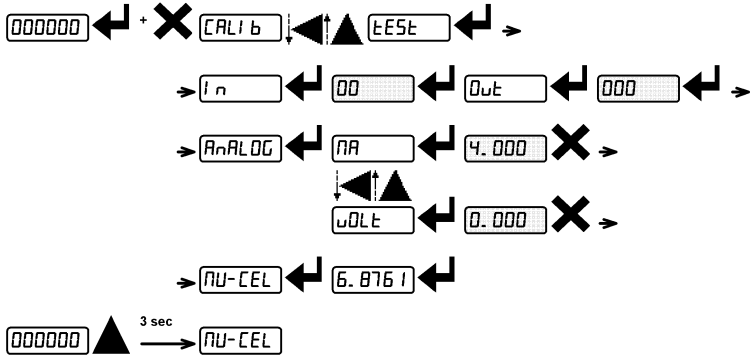 000000 + CALIb tESt
In 00 Out 000
AnALOG MA 4.000
vOLt 0.000
MU-CEL 6.8761
000000 3 sec MU-CEL